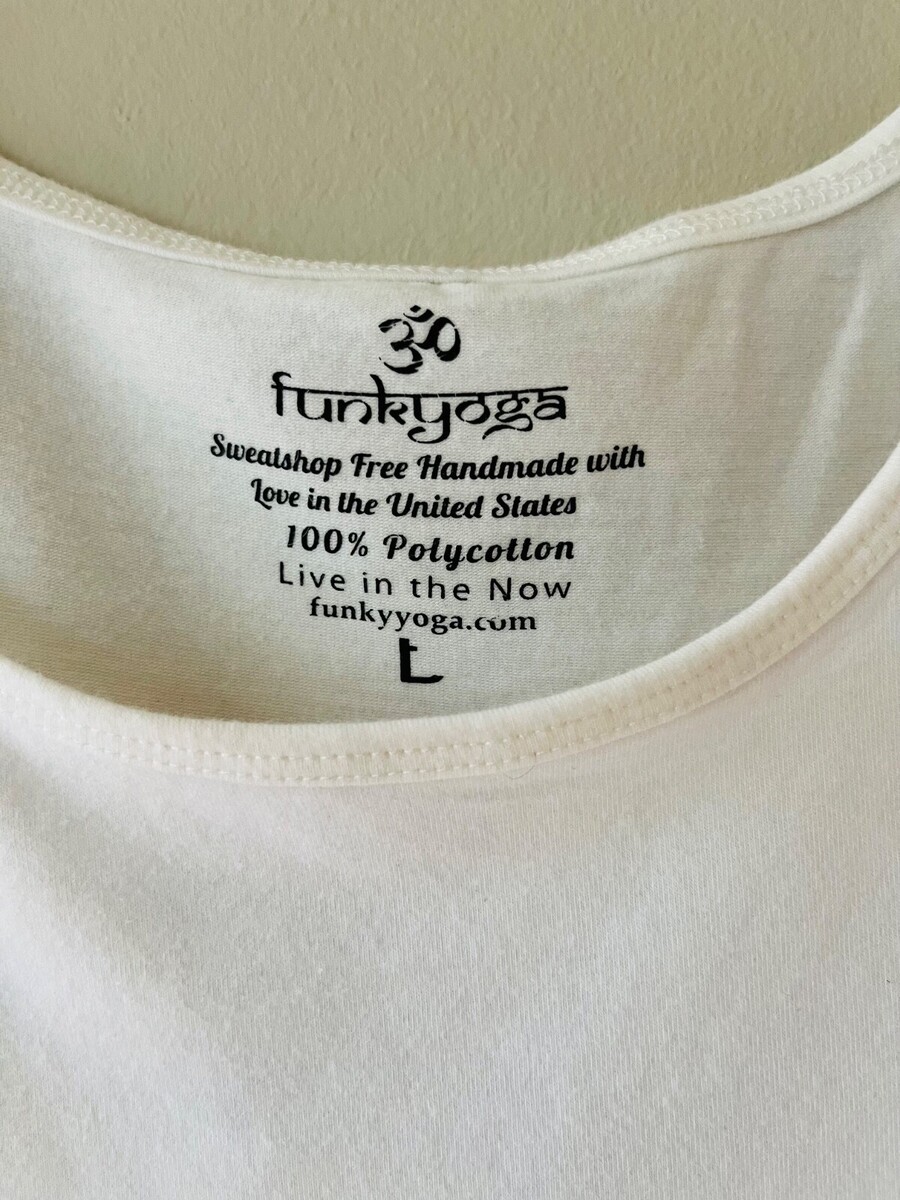 ॐ
funkyoga
Sweatshop Free Handmade with
Love in the United States
100% Polycotton
Live in the Now
funkyyoga.com
L